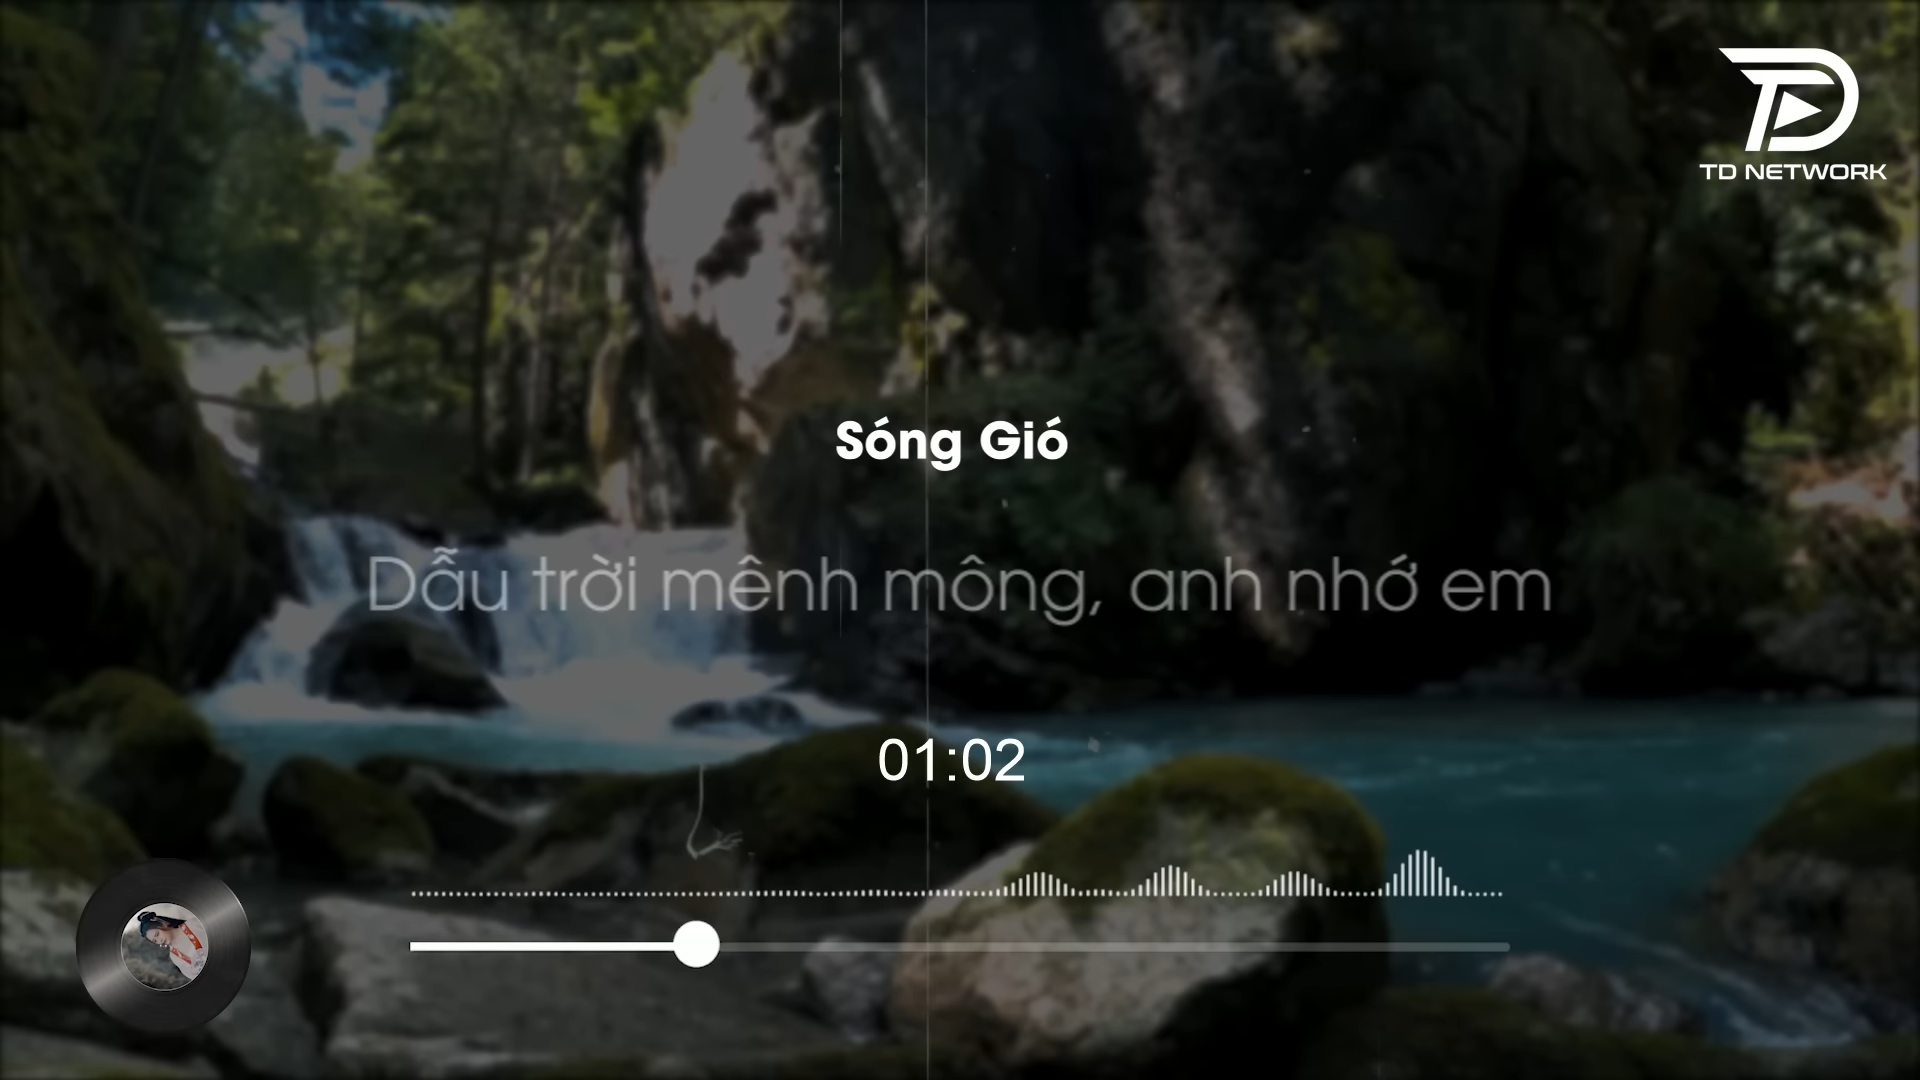 TD NETWORK
Sóng Gió
Dẫu trời mênh mông, anh nhớ em
01:02